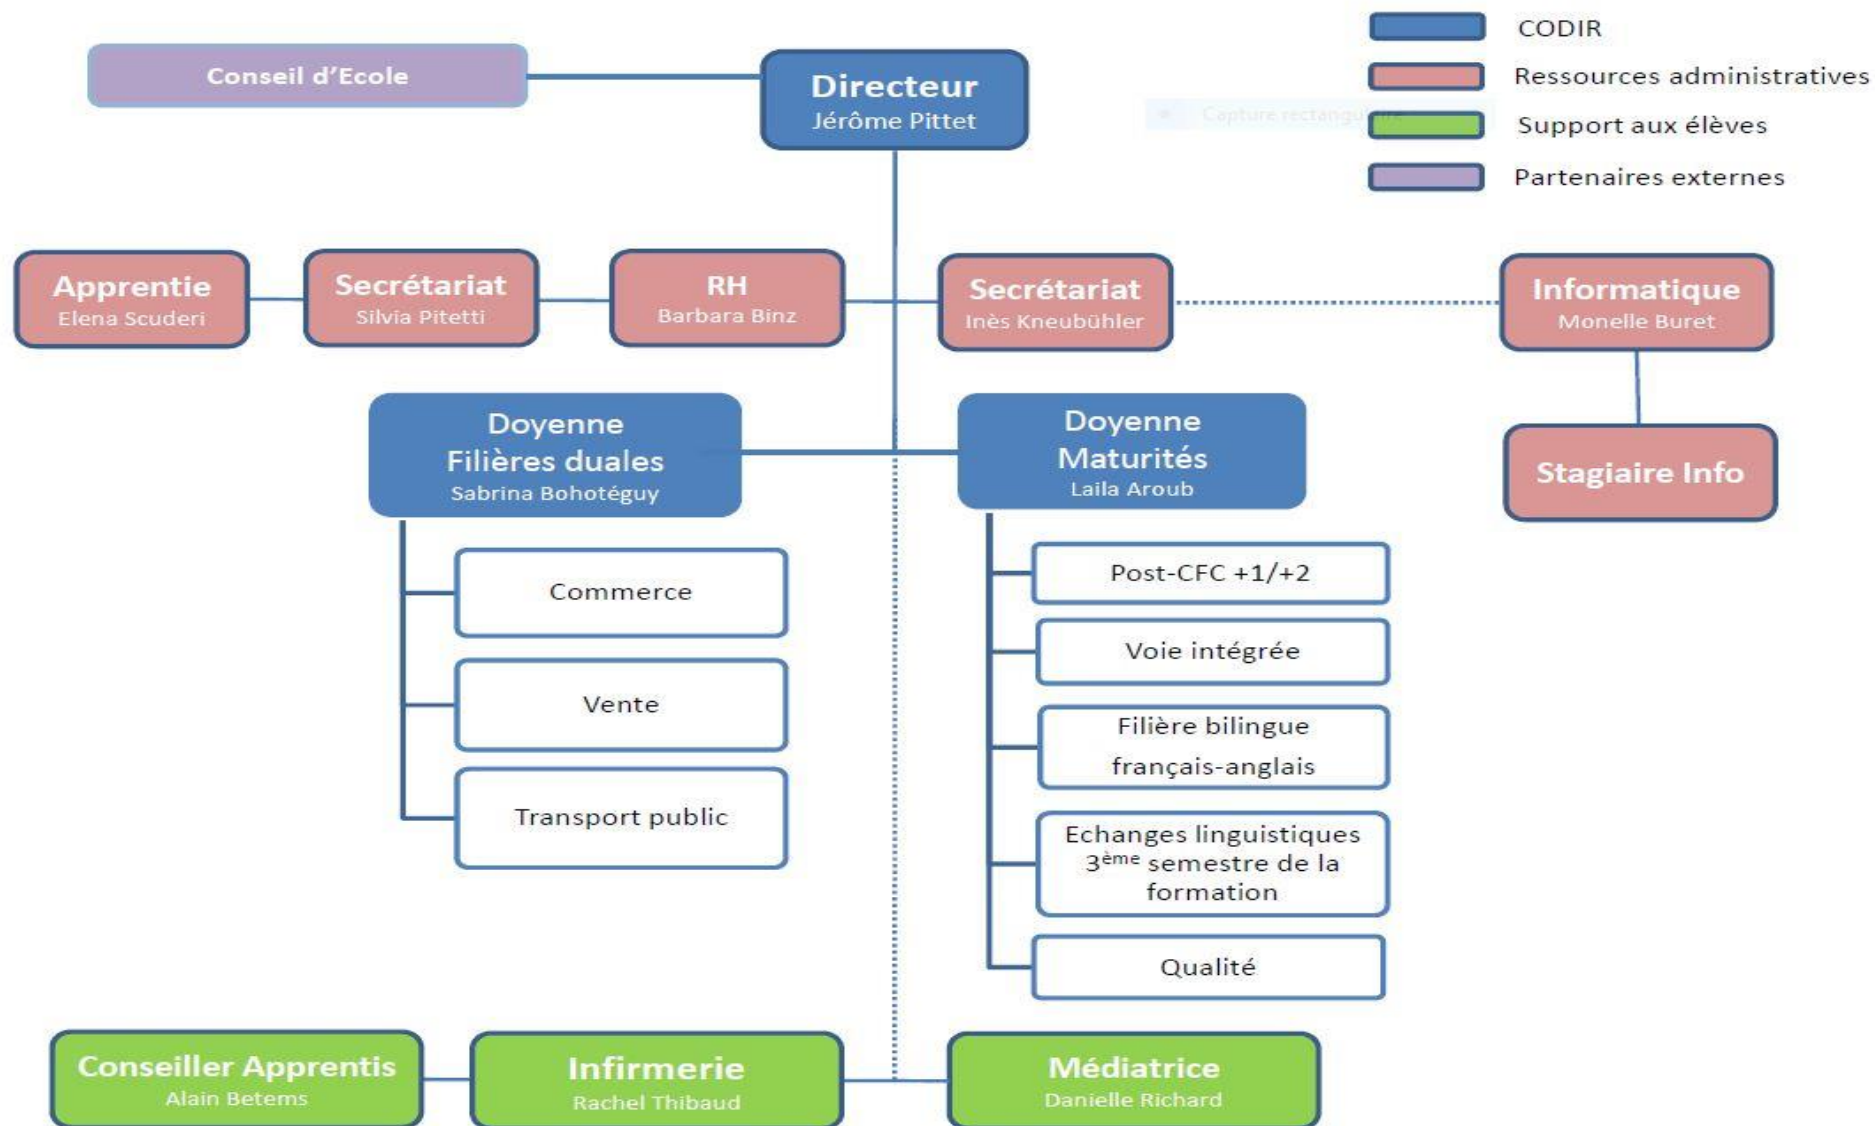 CODIR
Ressources administratives
Support aux élèves
Partenaires externes
Capture rectangulaire
Conseil d'Ecole
Directeur
Jérôme Pittet
Apprentie
Elena Scuderi
Secrétariat
Silvia Pitetti
RH
Barbara Binz
Secrétariat
Inès Kneubühler
Informatique
Monelle Buret
Stagiaire Info
Doyenne
Filières duales
Sabrina Bohotéguy
Commerce
Vente
Transport public
Doyenne
Maturités
Laila Aroub
Post-CFC +1/+2
Voie intégrée
Filière bilingue
français-anglais
Echanges linguistiques
3ème semestre de la
formation
Qualité
Conseiller Apprentis
Alain Betems
Infirmerie
Rachel Thibaud
Médiatrice
Danielle Richard